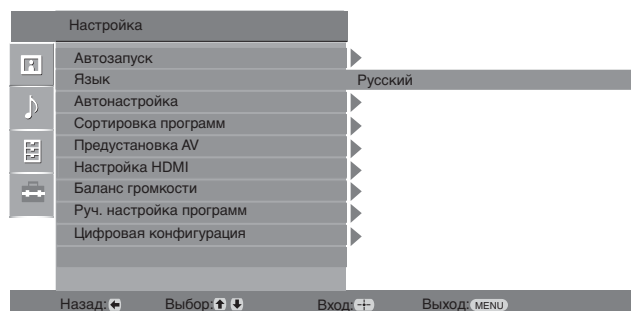 Настройка
Автозапуск
Язык Русский
Автонастройка
Сортировка программ
Предустановка AV
Настройка HDMI
Баланс громкости
Руч. настройка программ
Цифровая конфигурация
Назад: Выбор: Вход: Выход: MENU